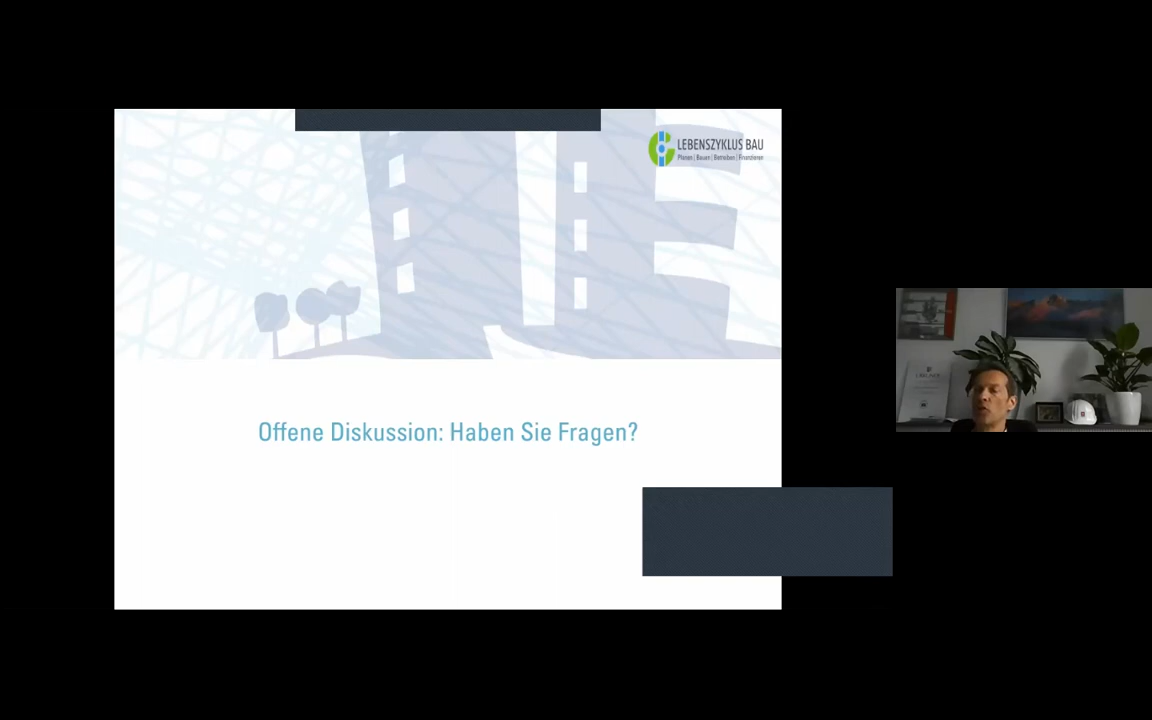 LEBENSZYKLUS BAU
Planen | Bauen | Betreiben | Finanzieren
Offene Diskussion: Haben Sie Fragen?